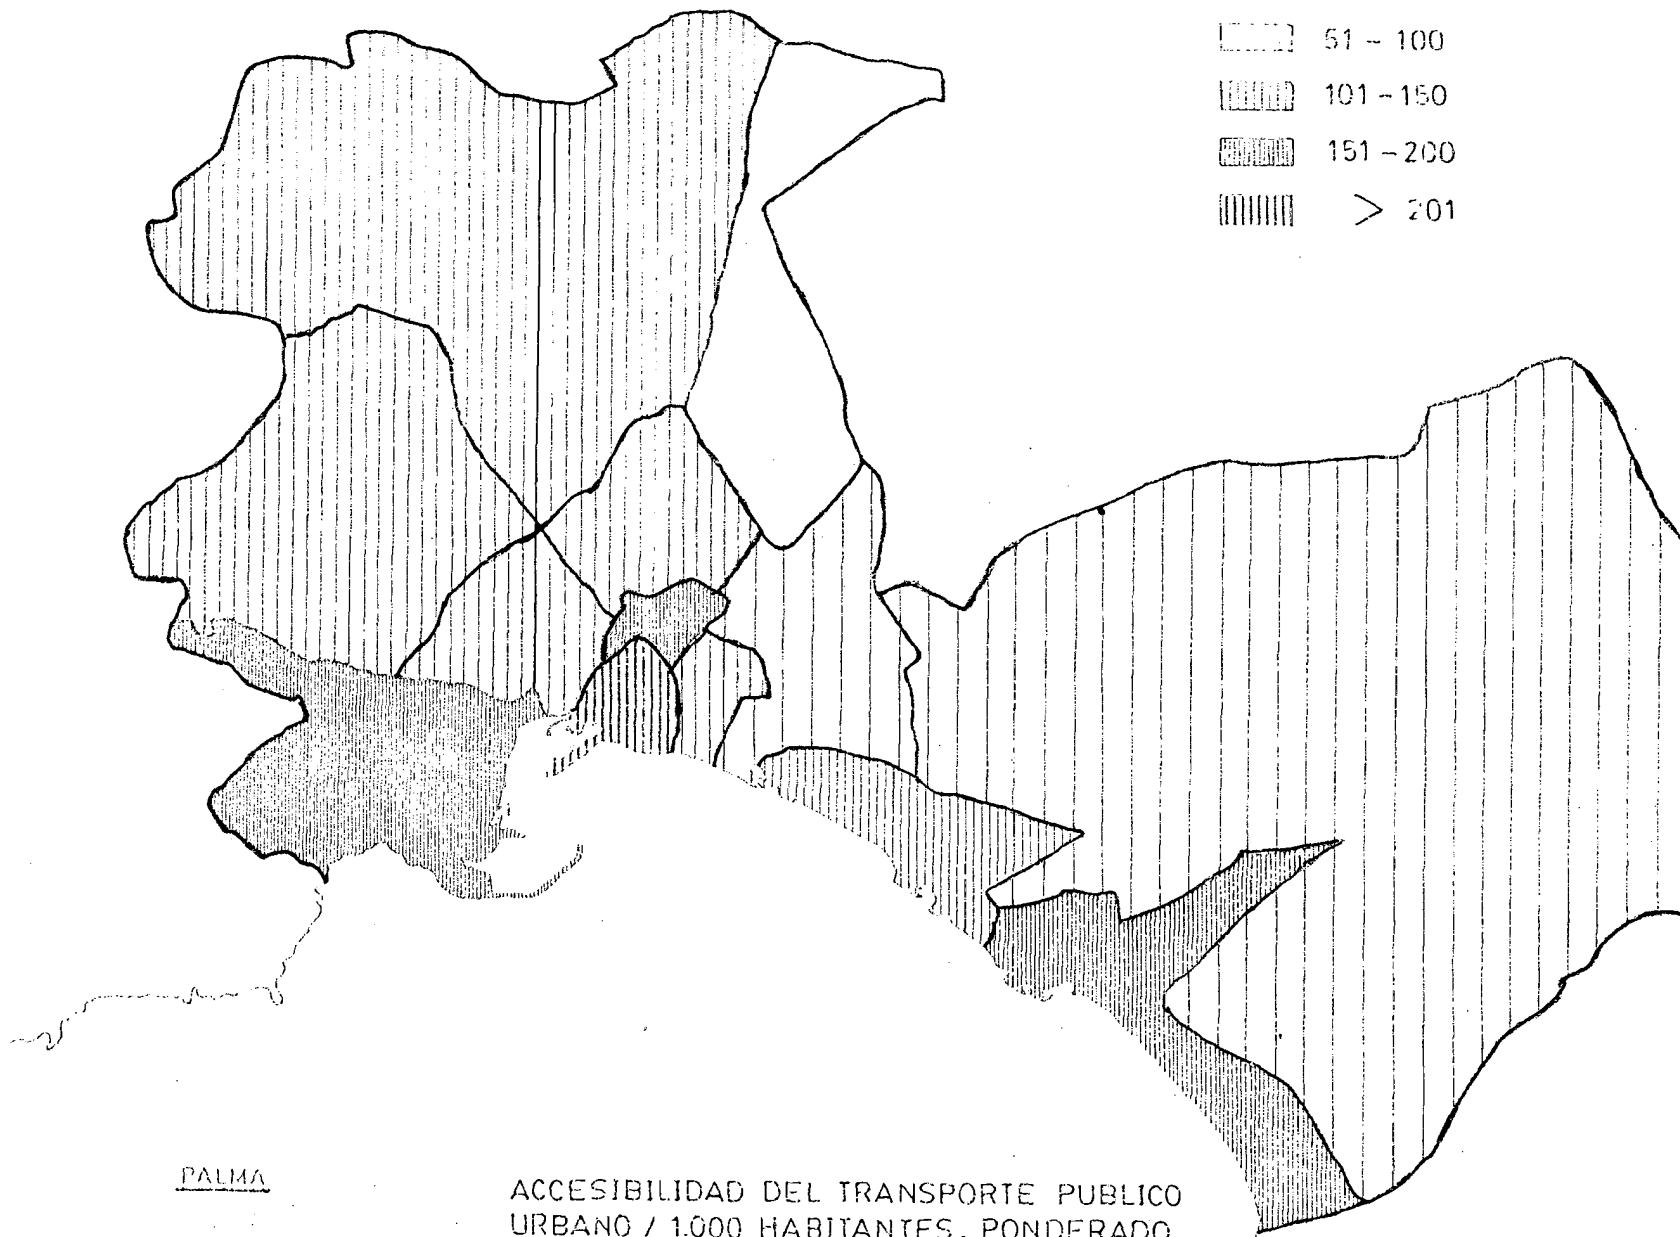 51 - 100
101 - 150
151 - 200
> 201
PALMA
ACCESIBILIDAD DEL TRANSPORTE PUBLICO
URBANO / 1.000 HABITANTES. PONDERADO